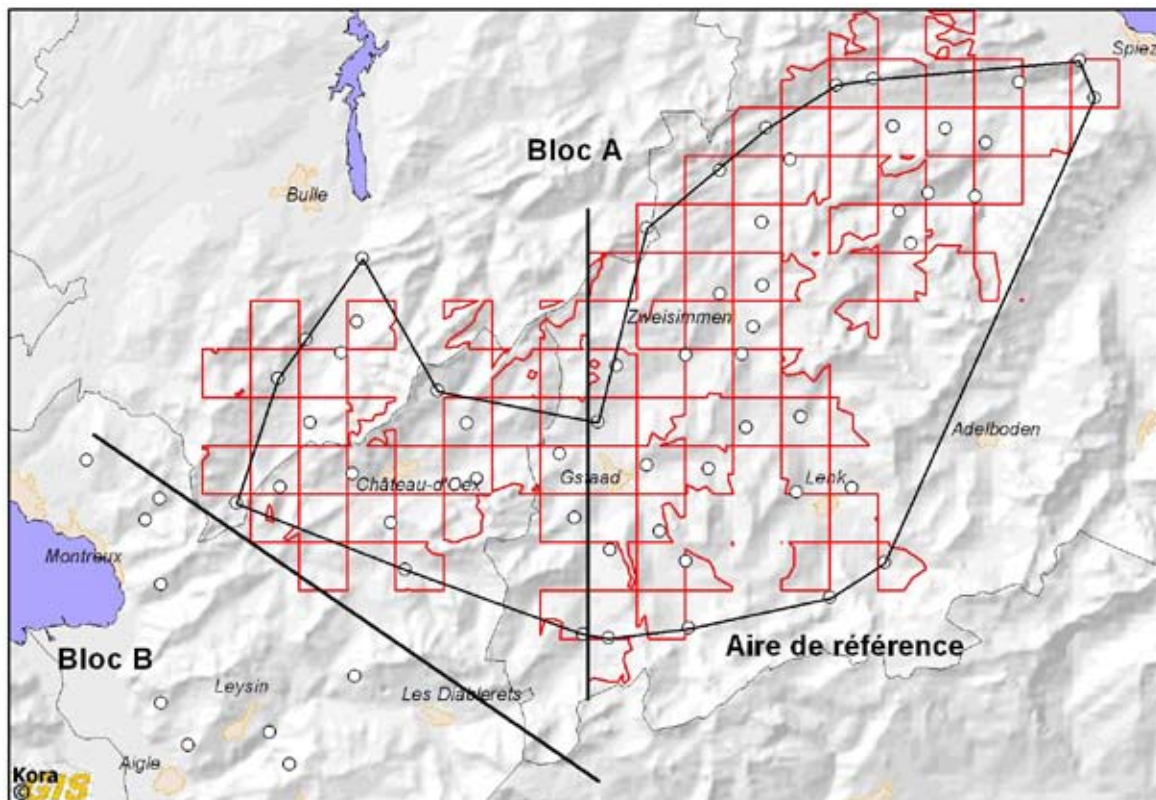 Spiez
Bloc A
Bulle
Zweisimmen
Adelboden
Château-d'Oex
Gstaad
Lenk
Montreux
Bloc B
Aire de référence
Leysin
Les Diablerets
Aigle
Kora
© GIS